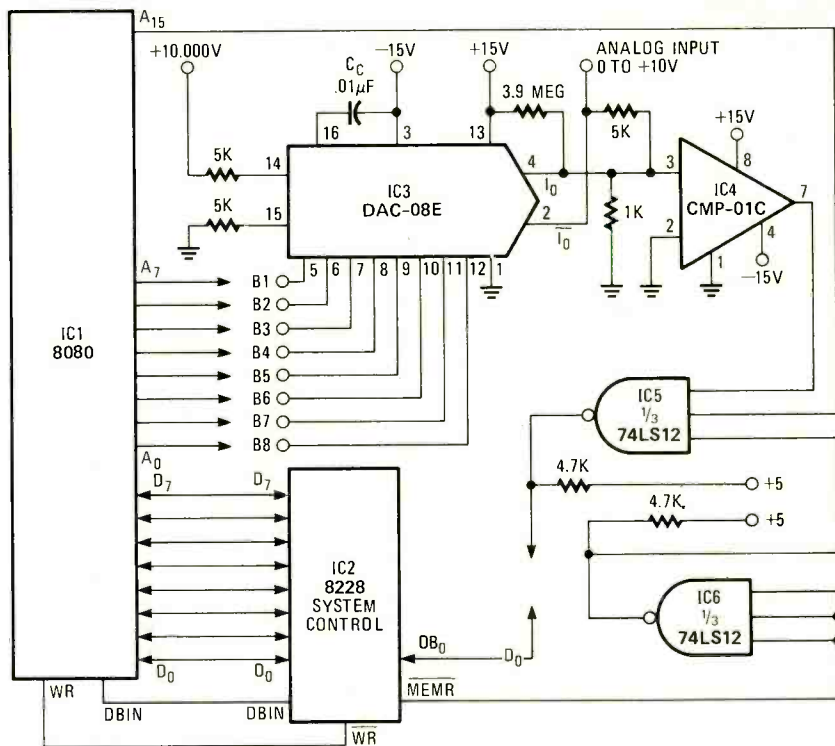 A15
+10.000V
CC
.01µF
−15V
+15V
3.9 MEG
ANALOG INPUT
0 TO +10V
5K
+15V
16
3
13
5K
14
IC3
DAC-08E
4
I0
2
I0
3
IC4
CMP-01C
8
7
2
4
1
−15V
1K
5K
15
5 6 7 8 9 10 11 12 1
A7
B1
B2
B3
B4
B5
B6
B7
B8
IC1
8080
A0
IC5
1/3
74LS12
4.7K
+5
4.7K
+5
D7
D7
IC2
8228
SYSTEM
CONTROL
IC6
1/3
74LS12
DB0
D0
D0
D0
MEMR
WR
DBIN
DBIN
WR